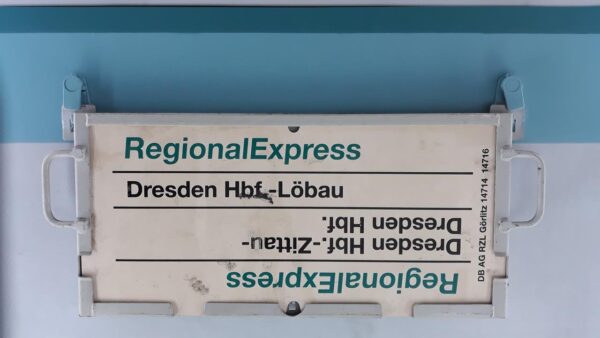 RegionalExpress
Dresden Hbf.-Löbau
RegionalExpress
Dresden Hbf.-Zittau-
Dresden Hbf.
DB AG RZL Görlitz 14714 14716